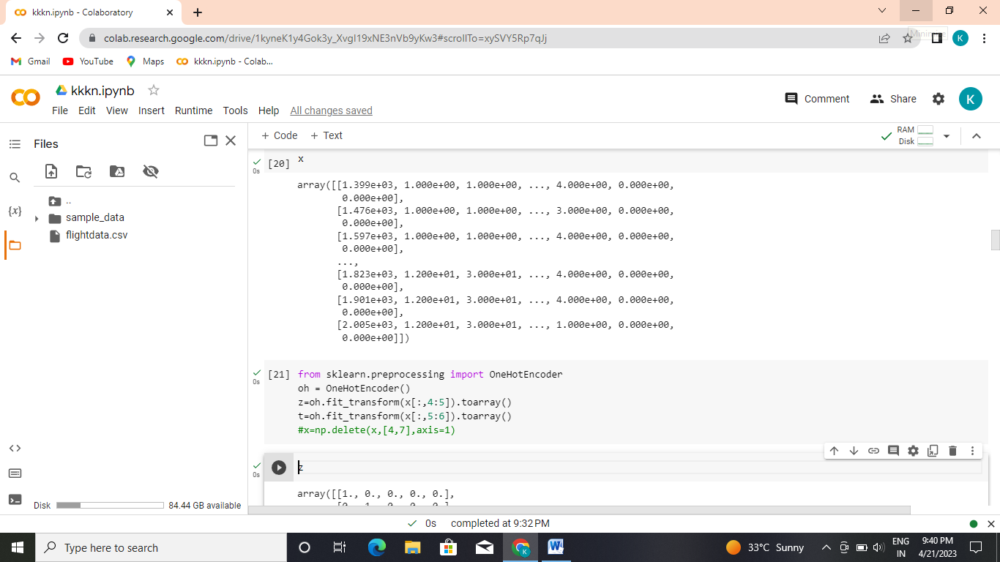 kkkn.ipynb - Colaboratory
colab.research.google.com/drive/1kyneK1y4Gok3y_XvgI19xNE3nVb9yKw3#scrollTo=xySVY5Rp7qJj
Minimize
K
Gmail YouTube Maps kkkn.ipynb - Colab...
kkkn.ipynb
File Edit View Insert Runtime Tools Help All changes saved
Comment Share K
Files
+ Code + Text
RAM
Disk
..
sample_data
flightdata.csv
{x}
0s [20] x
array([[1.399e+03, 1.000e+00, 1.000e+00, ..., 4.000e+00, 0.000e+00,
0.000e+00],
[1.476e+03, 1.000e+00, 1.000e+00, ..., 3.000e+00, 0.000e+00,
0.000e+00],
[1.597e+03, 1.000e+00, 1.000e+00, ..., 4.000e+00, 0.000e+00,
0.000e+00],
...,
[1.823e+03, 1.200e+01, 3.000e+01, ..., 4.000e+00, 0.000e+00,
0.000e+00],
[1.901e+03, 1.200e+01, 3.000e+01, ..., 4.000e+00, 0.000e+00,
0.000e+00],
[2.005e+03, 1.200e+01, 3.000e+01, ..., 1.000e+00, 0.000e+00,
0.000e+00]])
0s [21] from sklearn.preprocessing import OneHotEncoder
oh = OneHotEncoder()
z=oh.fit_transform(x[:,4:5]).toarray()
t=oh.fit_transform(x[:,5:6]).toarray()
#x=np.delete(x,[4,7],axis=1)
0s z
array([[1., 0., 0., 0., 0.],
Disk 84.44 GB available
0s completed at 9:32 PM
Type here to search
33°C Sunny
ENG
IN
9:40 PM
4/21/2023